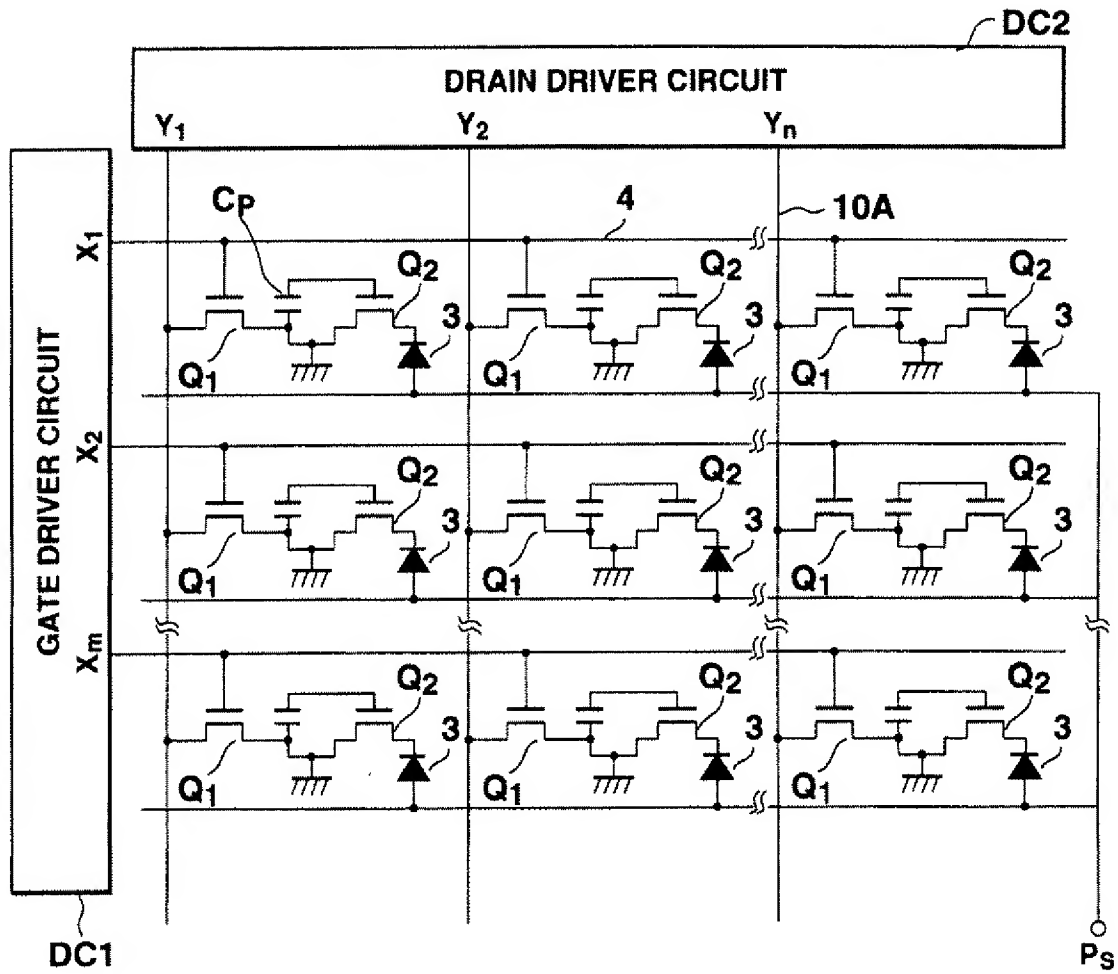 DC2
DRAIN DRIVER CIRCUIT
Y1 Y2 Yn
GATE DRIVER CIRCUIT
CP 4 10A
X1
Q2 Q2 Q2
3 3 3
Q1 Q1 Q1
X2
Q2 Q2 Q2
3 3 3
Q1 Q1 Q1
Xm
Q2 Q2 Q2
3 3 3
Q1 Q1 Q1
DC1
PS